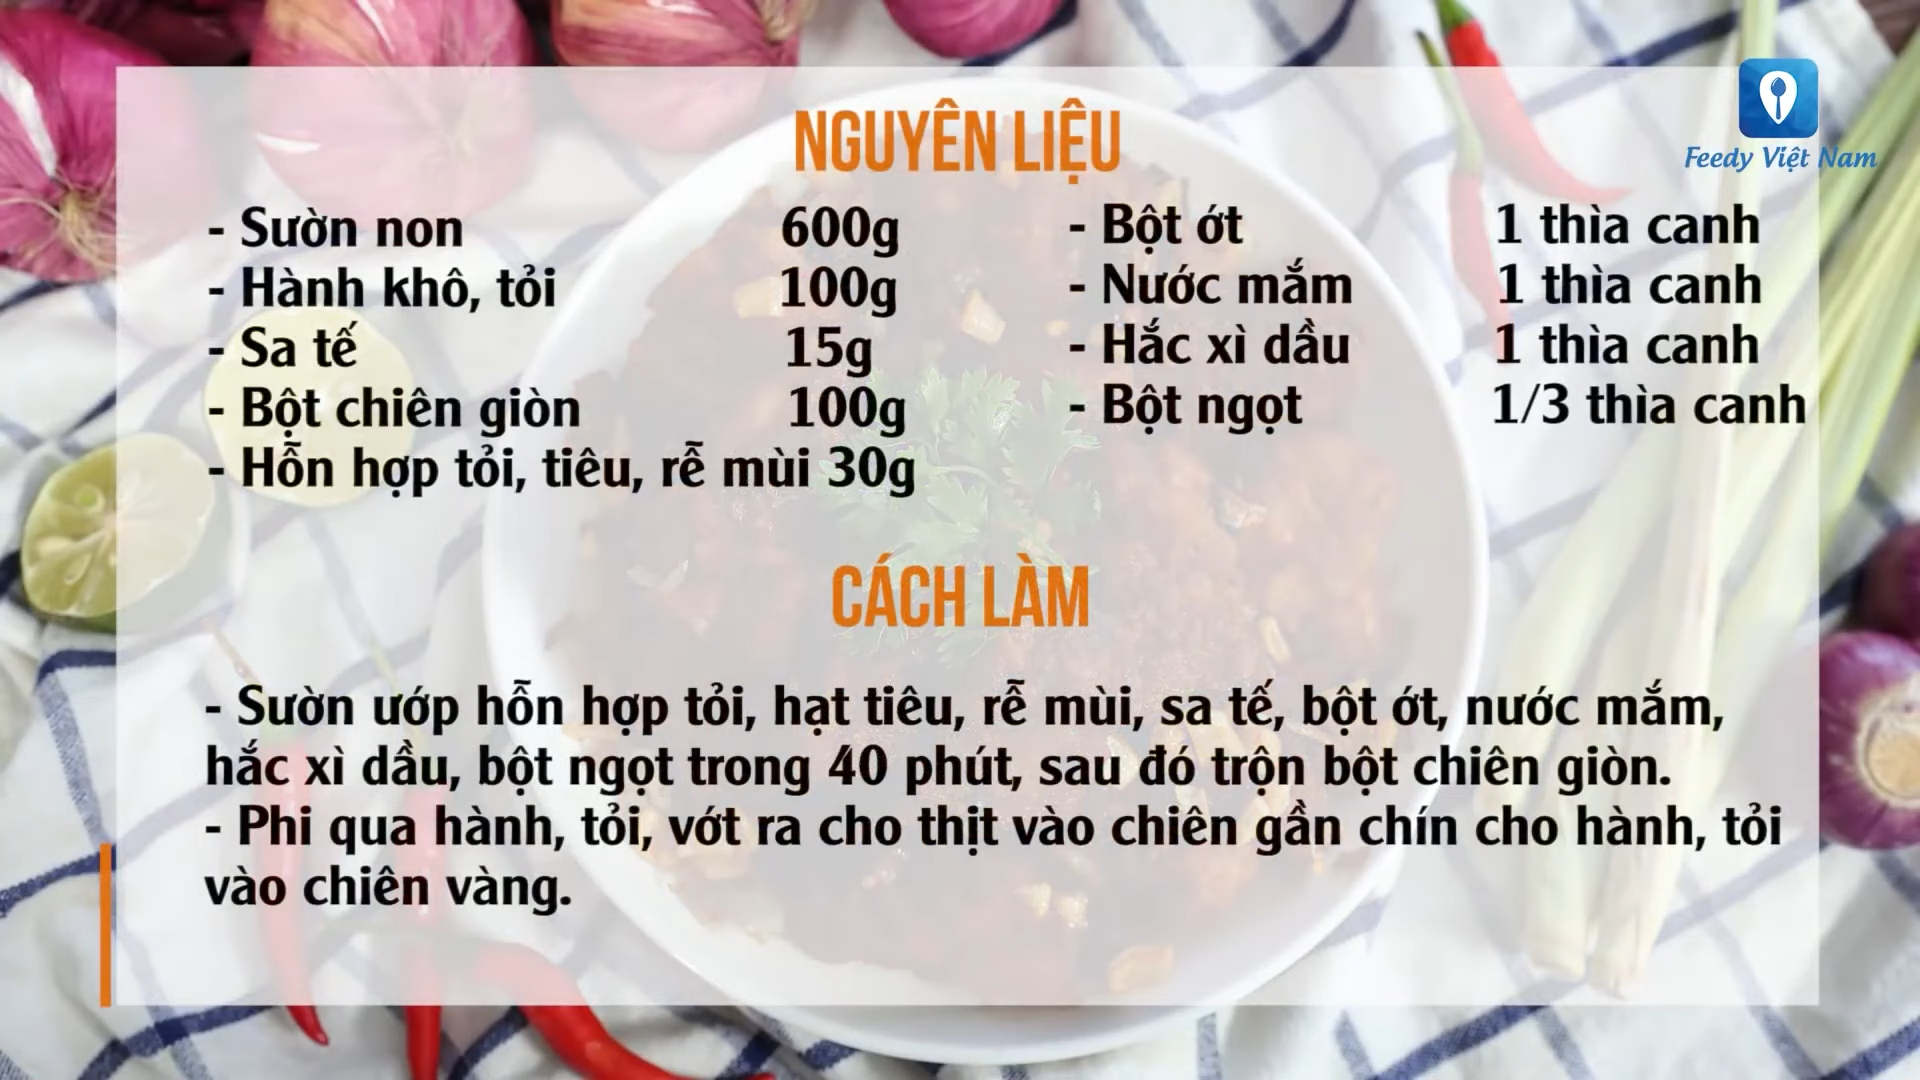 NGUYÊN LIỆU
Feedy Việt Nam
- Sườn non 600g
- Hành khô, tỏi 100g
- Sa tế 15g
- Bột chiên giòn 100g
- Hỗn hợp tỏi, tiêu, rễ mùi 30g
- Bột ớt 1 thìa canh
- Nước mắm 1 thìa canh
- Hắc xì dầu 1 thìa canh
- Bột ngọt 1/3 thìa canh
CÁCH LÀM
- Sườn ướp hỗn hợp tỏi, hạt tiêu, rễ mùi, sa tế, bột ớt, nước mắm,
hắc xì dầu, bột ngọt trong 40 phút, sau đó trộn bột chiên giòn.
- Phi qua hành, tỏi, vớt ra cho thịt vào chiên gần chín cho hành, tỏi
vào chiên vàng.